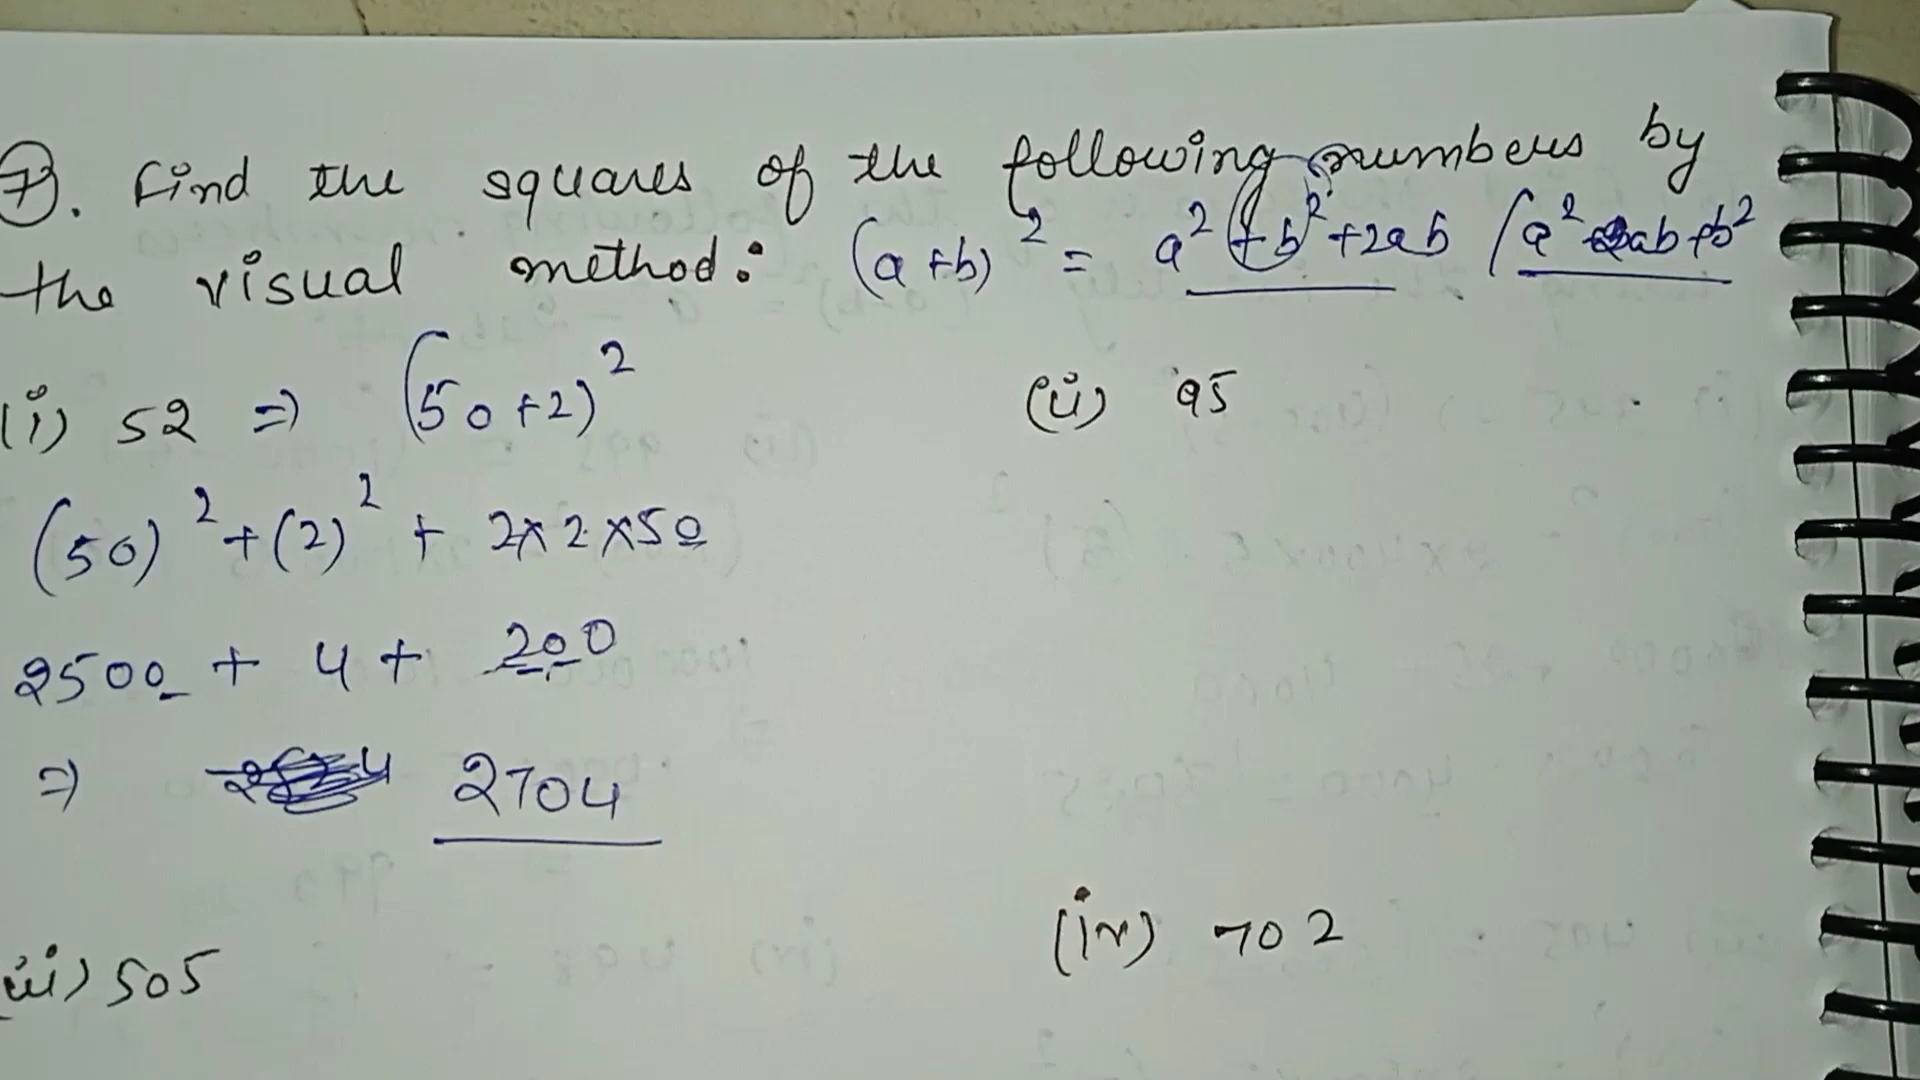 7. Find the squares of the following numbers by
the visual method: (a+b)² = a²+b²+2ab (a²+2ab+b²
(i) 52 ⇒ (50+2)²
(ii) 95
(50)²+(2)² + 2×2×50
2500 + 4 + 200
⇒ 2704
(iii) 505
(iv) 702